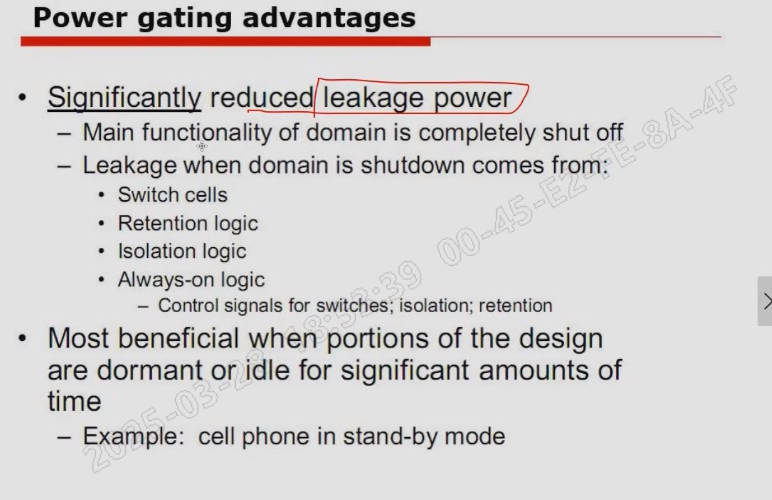 Power gating advantages
• Significantly reduced leakage power
– Main functionality of domain is completely shut off
– Leakage when domain is shutdown comes from:
• Switch cells
• Retention logic
• Isolation logic
• Always-on logic
– Control signals for switches; isolation; retention
• Most beneficial when portions of the design
are dormant or idle for significant amounts of
time
– Example: cell phone in stand-by mode
2025-03-28 18:53:39 00-45-E2-FE-8A-4F